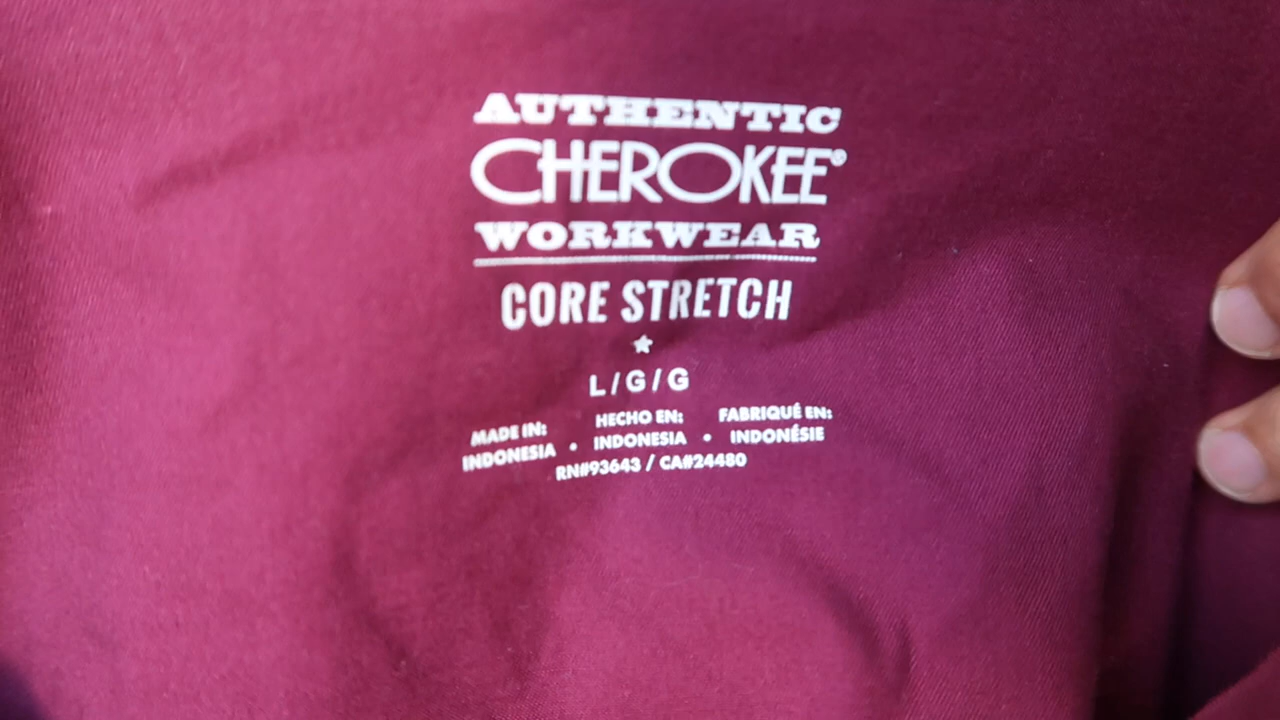 AUTHENTIC
CHEROKEE®
WORKWEAR
CORE STRETCH
L/G/G
MADE IN: HECHO EN: FABRIQUÉ EN:
INDONESIA • INDONESIA • INDONÉSIE
RN#93643 / CA#24480